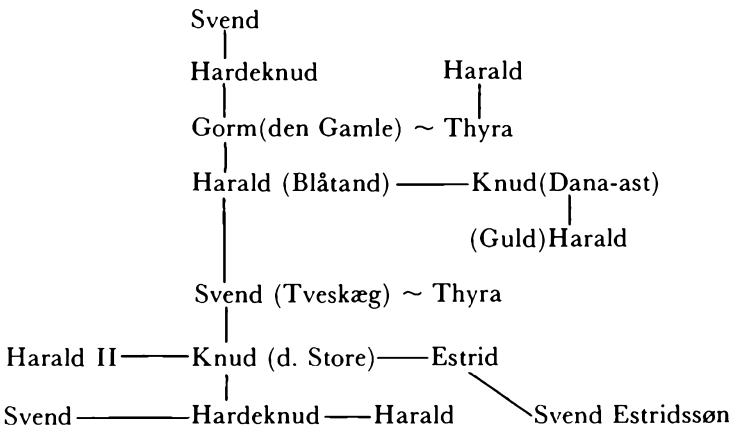 Svend
Hardeknud Harald
Gorm(den Gamle) ~ Thyra
Harald (Blåtand) Knud(Dana-ast)
(Guld)Harald
Svend (Tveskæg) ~ Thyra
Harald II Knud (d. Store) Estrid
Svend Hardeknud Harald Svend Estridssøn